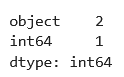 object    2
int64     1
dtype: int64